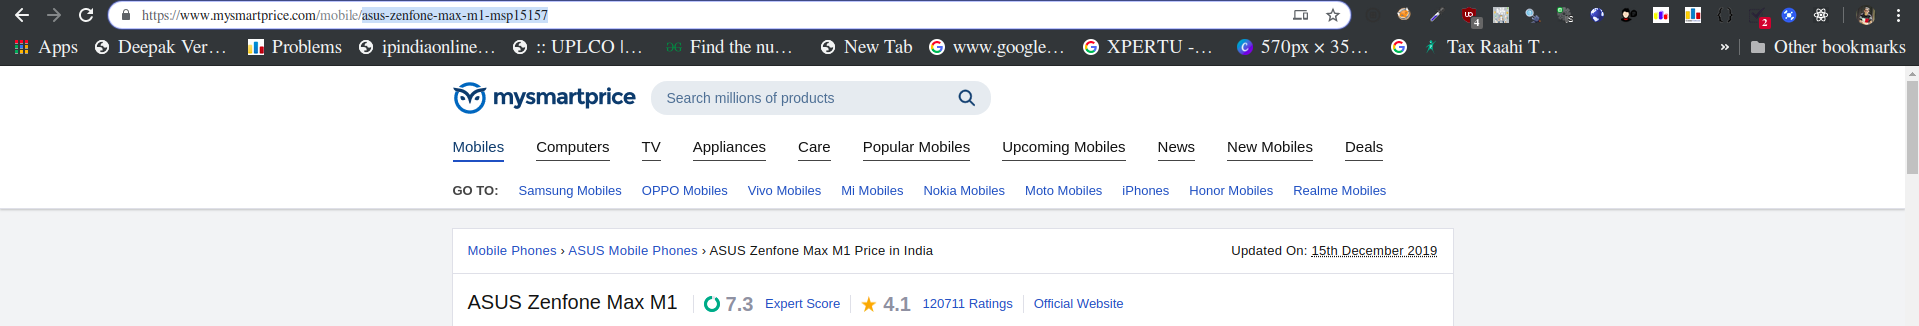 https://www.mysmartprice.com/mobile/asus-zenfone-max-m1-msp15157
4
2
Apps Deepak Ver... Problems ipindiaonline... :: UPLCO |... Find the nu... New Tab www.google... XPERTU -... 570px × 35... Tax Raahi T... » Other bookmarks
mysmartprice Search millions of products
Mobiles Computers TV Appliances Care Popular Mobiles Upcoming Mobiles News New Mobiles Deals
GO TO: Samsung Mobiles OPPO Mobiles Vivo Mobiles Mi Mobiles Nokia Mobiles Moto Mobiles iPhones Honor Mobiles Realme Mobiles
Mobile Phones › ASUS Mobile Phones › ASUS Zenfone Max M1 Price in India Updated On: 15th December 2019
ASUS Zenfone Max M1 7.3 Expert Score 4.1 120711 Ratings Official Website